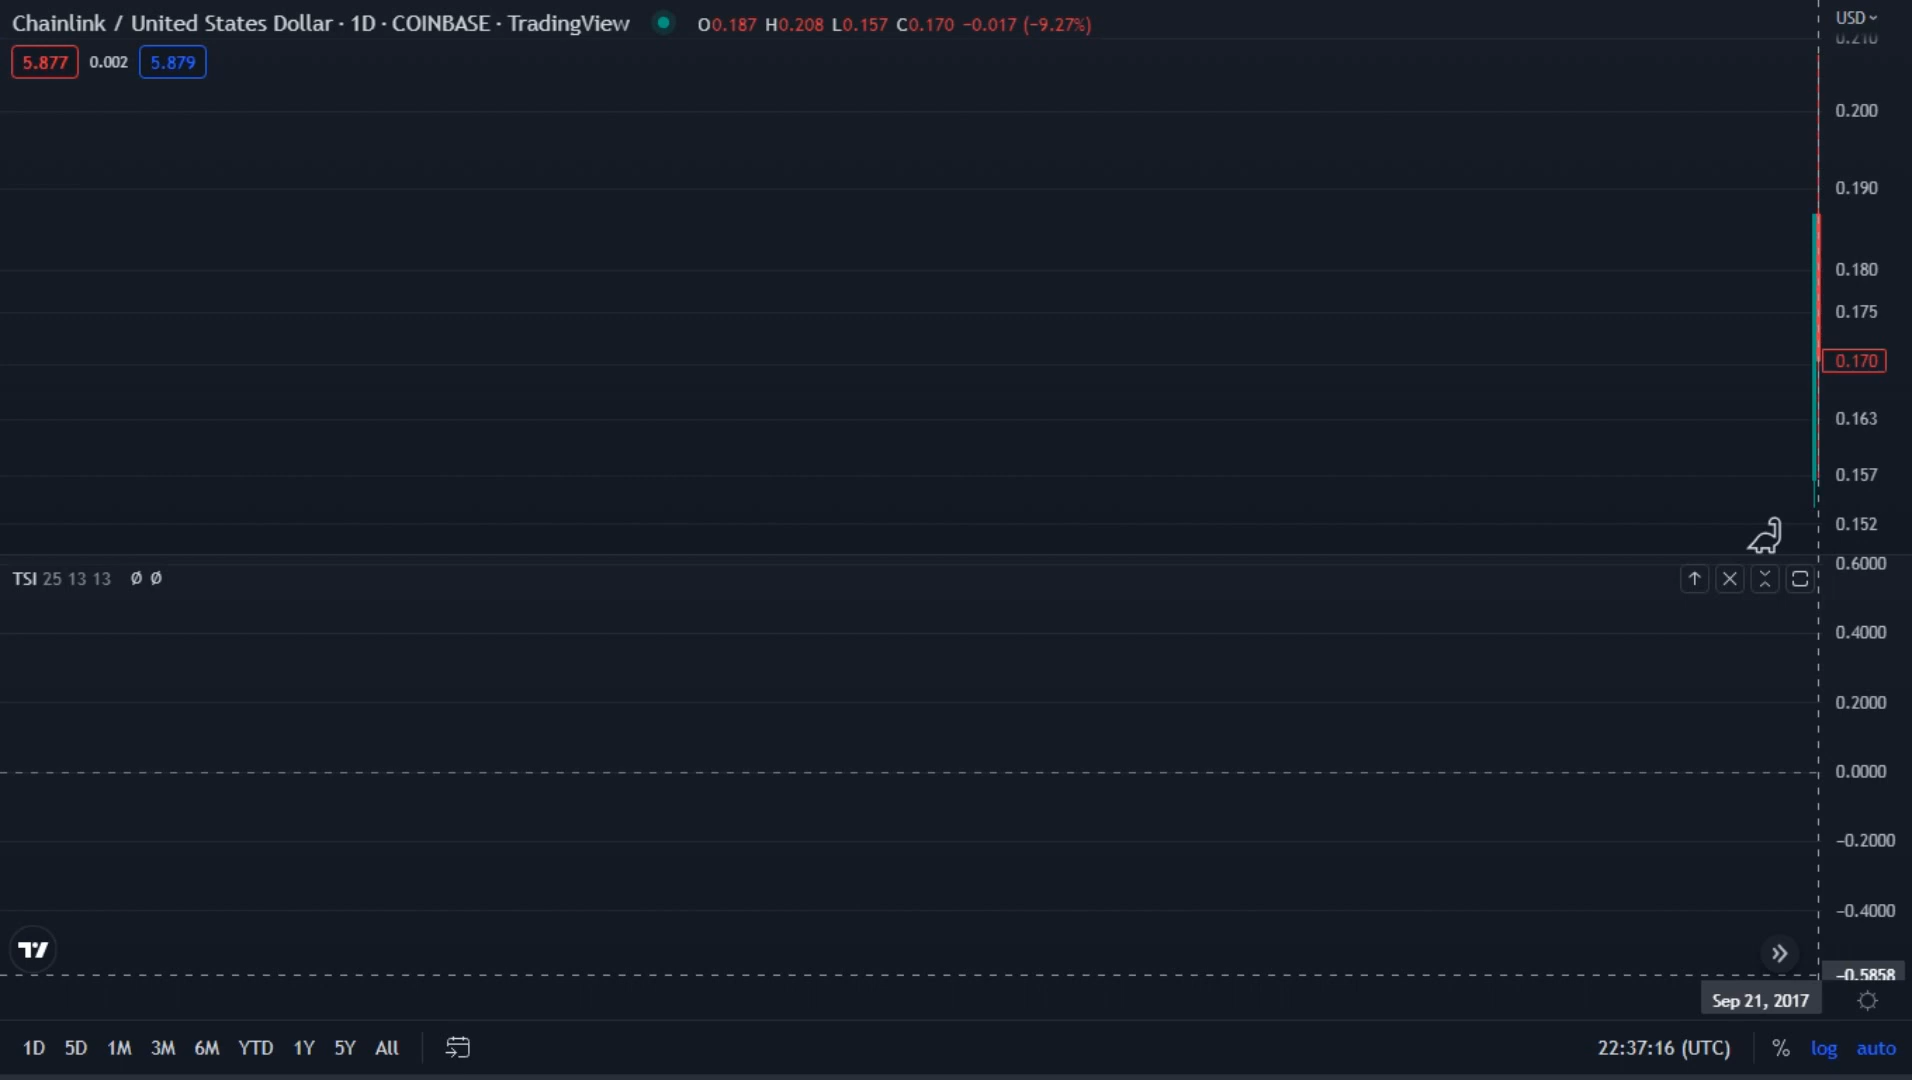 Chainlink / United States Dollar · 1D · COINBASE · TradingView O0.187 H0.208 L0.157 C0.170 −0.017 (−9.27%)
USD
0.210
5.877 0.002 5.879
0.200
0.190
0.180
0.175
0.170
0.163
0.157
0.152
0.6000
TSI 25 13 13 Ø Ø
0.4000
0.2000
0.0000
−0.2000
−0.4000
−0.5858
Sep 21, 2017
1D 5D 1M 3M 6M YTD 1Y 5Y All 22:37:16 (UTC) % log auto